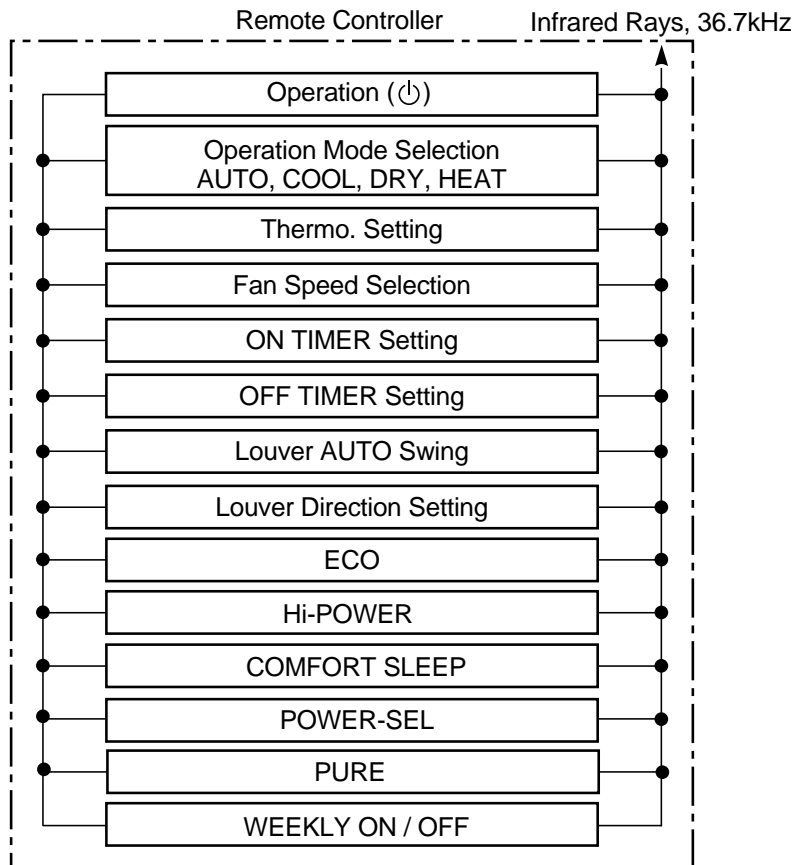 Remote Controller
Infrared Rays, 36.7kHz
Operation (⏻)
Operation Mode Selection
AUTO, COOL, DRY, HEAT
Thermo. Setting
Fan Speed Selection
ON TIMER Setting
OFF TIMER Setting
Louver AUTO Swing
Louver Direction Setting
ECO
Hi-POWER
COMFORT SLEEP
POWER-SEL
PURE
WEEKLY ON / OFF